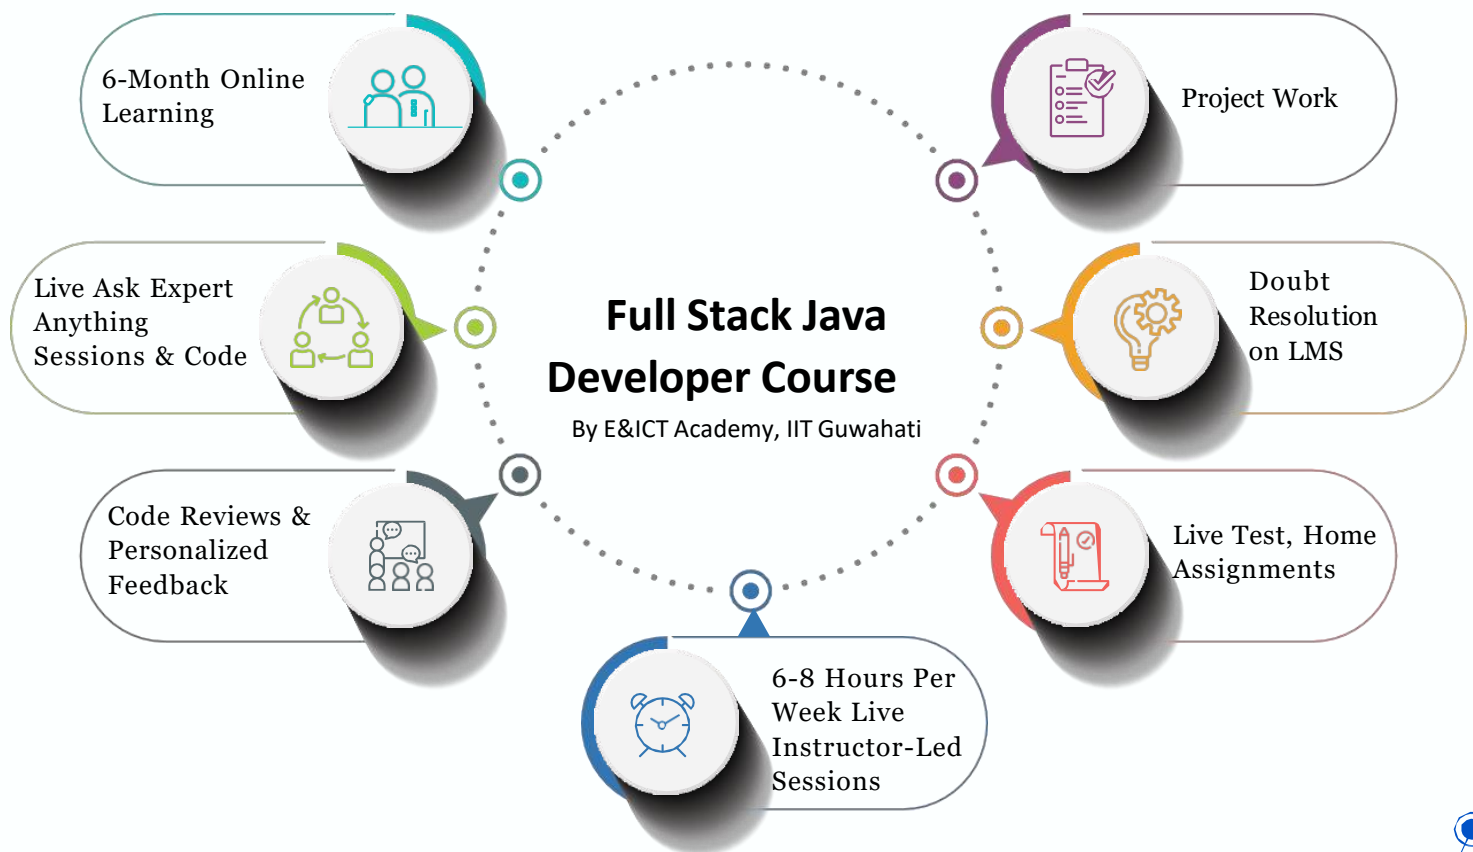 6-Month Online
Learning
Project Work
Live Ask Expert
Anything
Sessions & Code
Doubt
Resolution
on LMS
Full Stack Java
Developer Course
By E&ICT Academy, IIT Guwahati
Code Reviews &
Personalized
Feedback
Live Test, Home
Assignments
6-8 Hours Per
Week Live
Instructor-Led
Sessions